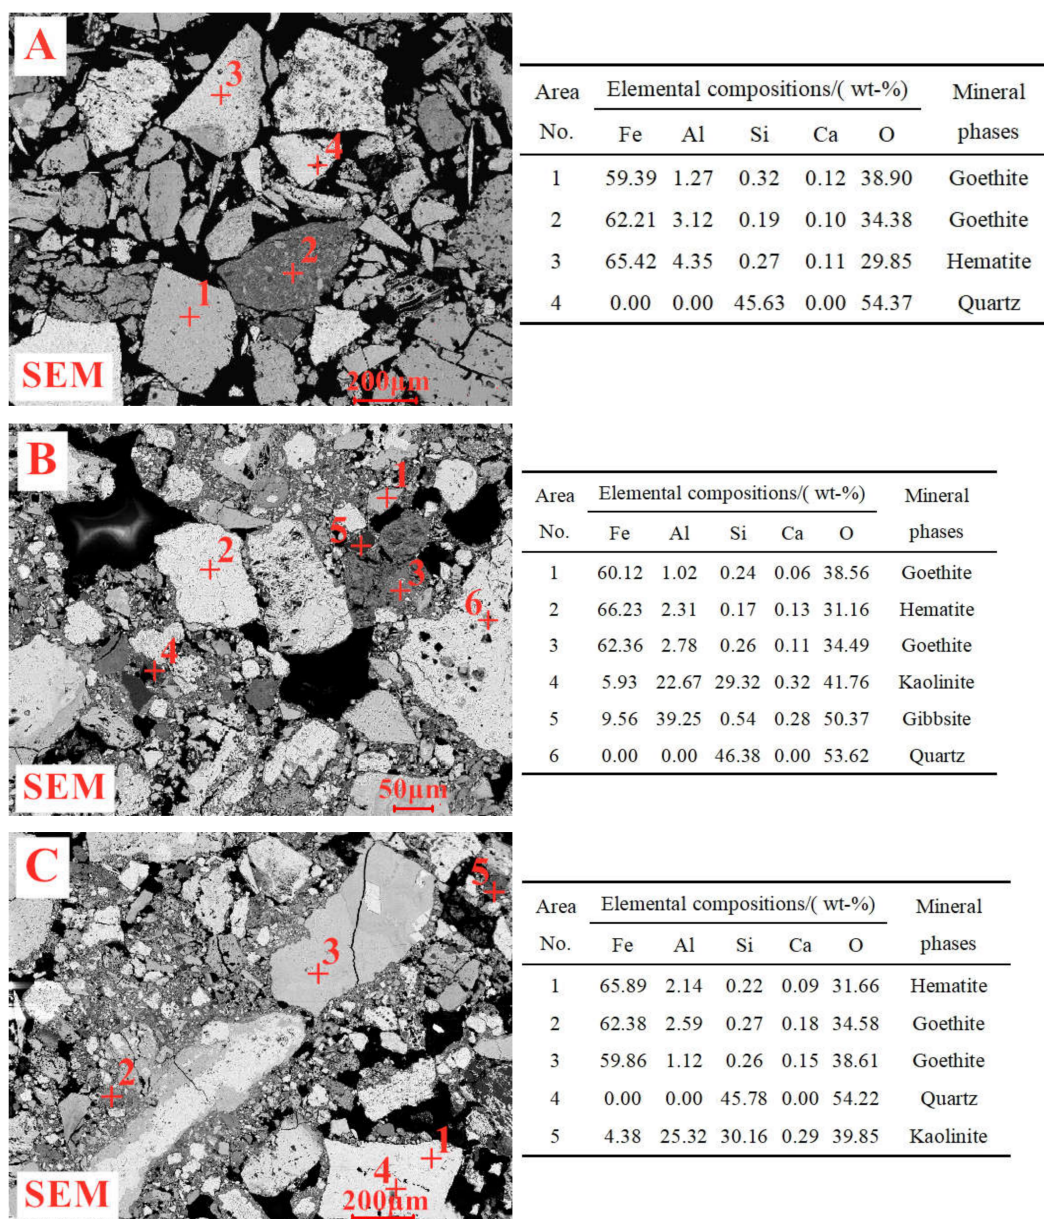 A
3
4
2
1
SEM
200μm
Area Elemental compositions/( wt-%) Mineral
No. Fe Al Si Ca O phases
1 59.39 1.27 0.32 0.12 38.90 Goethite
2 62.21 3.12 0.19 0.10 34.38 Goethite
3 65.42 4.35 0.27 0.11 29.85 Hematite
4 0.00 0.00 45.63 0.00 54.37 Quartz
B
1
5
2
3
6
4
SEM
50μm
Area Elemental compositions/( wt-%) Mineral
No. Fe Al Si Ca O phases
1 60.12 1.02 0.24 0.06 38.56 Goethite
2 66.23 2.31 0.17 0.13 31.16 Hematite
3 62.36 2.78 0.26 0.11 34.49 Goethite
4 5.93 22.67 29.32 0.32 41.76 Kaolinite
5 9.56 39.25 0.54 0.28 50.37 Gibbsite
6 0.00 0.00 46.38 0.00 53.62 Quartz
C
5
3
2
1
4
SEM
200μm
Area Elemental compositions/( wt-%) Mineral
No. Fe Al Si Ca O phases
1 65.89 2.14 0.22 0.09 31.66 Hematite
2 62.38 2.59 0.27 0.18 34.58 Goethite
3 59.86 1.12 0.26 0.15 38.61 Goethite
4 0.00 0.00 45.78 0.00 54.22 Quartz
5 4.38 25.32 30.16 0.29 39.85 Kaolinite